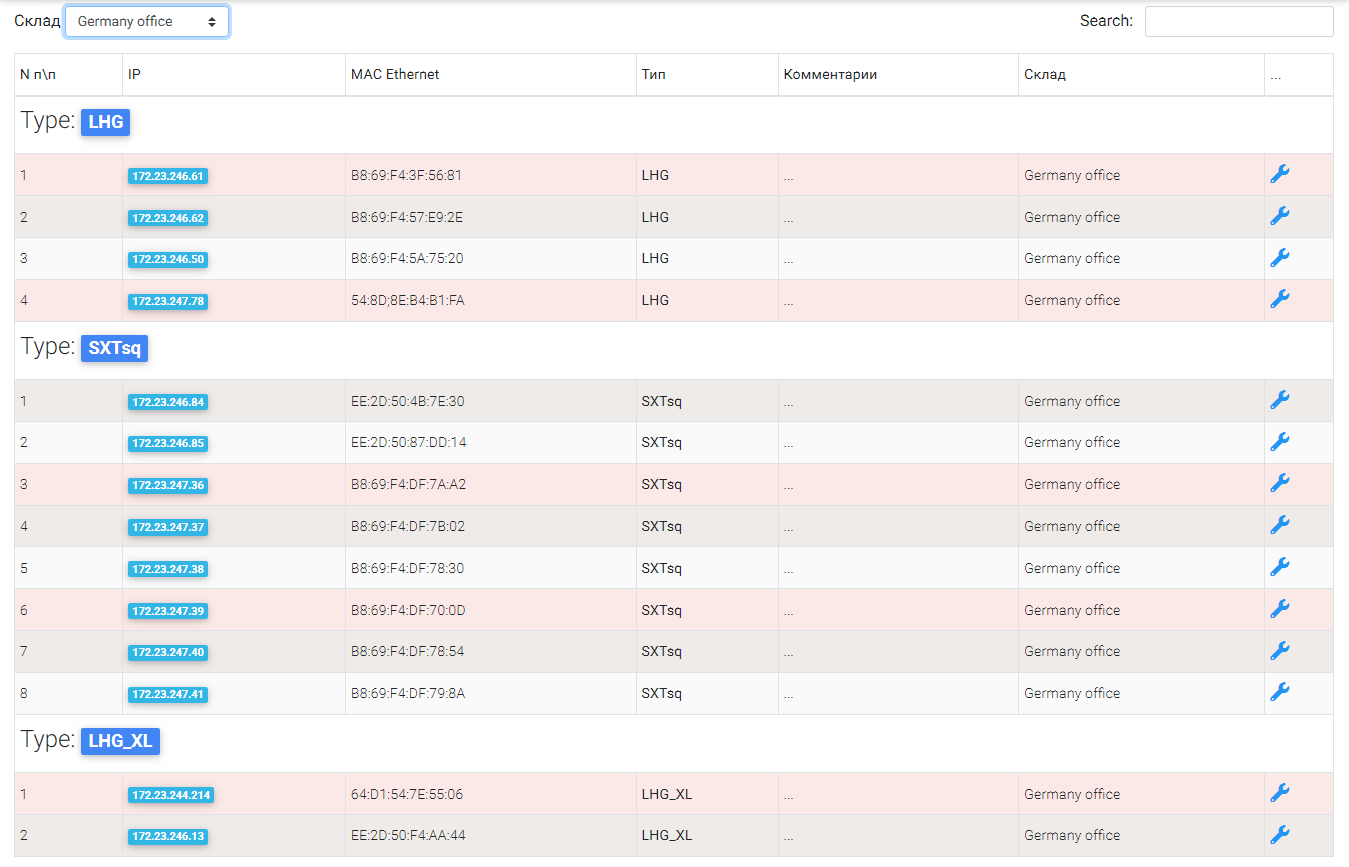 Склад Germany office Search:
N п\п IP MAC Ethernet Тип Комментарии Склад ...
Type: LHG
1 172.23.246.61 B8:69:F4:3F:56:81 LHG ... Germany office
2 172.23.246.62 B8:69:F4:57:E9:2E LHG ... Germany office
3 172.23.246.50 B8:69:F4:5A:75:20 LHG ... Germany office
4 172.23.247.78 54:8D;8E:B4:B1:FA LHG ... Germany office
Type: SXTsq
1 172.23.246.84 EE:2D:50:4B:7E:30 SXTsq ... Germany office
2 172.23.246.85 EE:2D:50:87:DD:14 SXTsq ... Germany office
3 172.23.247.36 B8:69:F4:DF:7A:A2 SXTsq ... Germany office
4 172.23.247.37 B8:69:F4:DF:7B:02 SXTsq ... Germany office
5 172.23.247.38 B8:69:F4:DF:78:30 SXTsq ... Germany office
6 172.23.247.39 B8:69:F4:DF:70:0D SXTsq ... Germany office
7 172.23.247.40 B8:69:F4:DF:78:54 SXTsq ... Germany office
8 172.23.247.41 B8:69:F4:DF:79:8A SXTsq ... Germany office
Type: LHG_XL
1 172.23.244.214 64:D1:54:7E:55:06 LHG_XL ... Germany office
2 172.23.246.13 EE:2D:50:F4:AA:44 LHG_XL ... Germany office